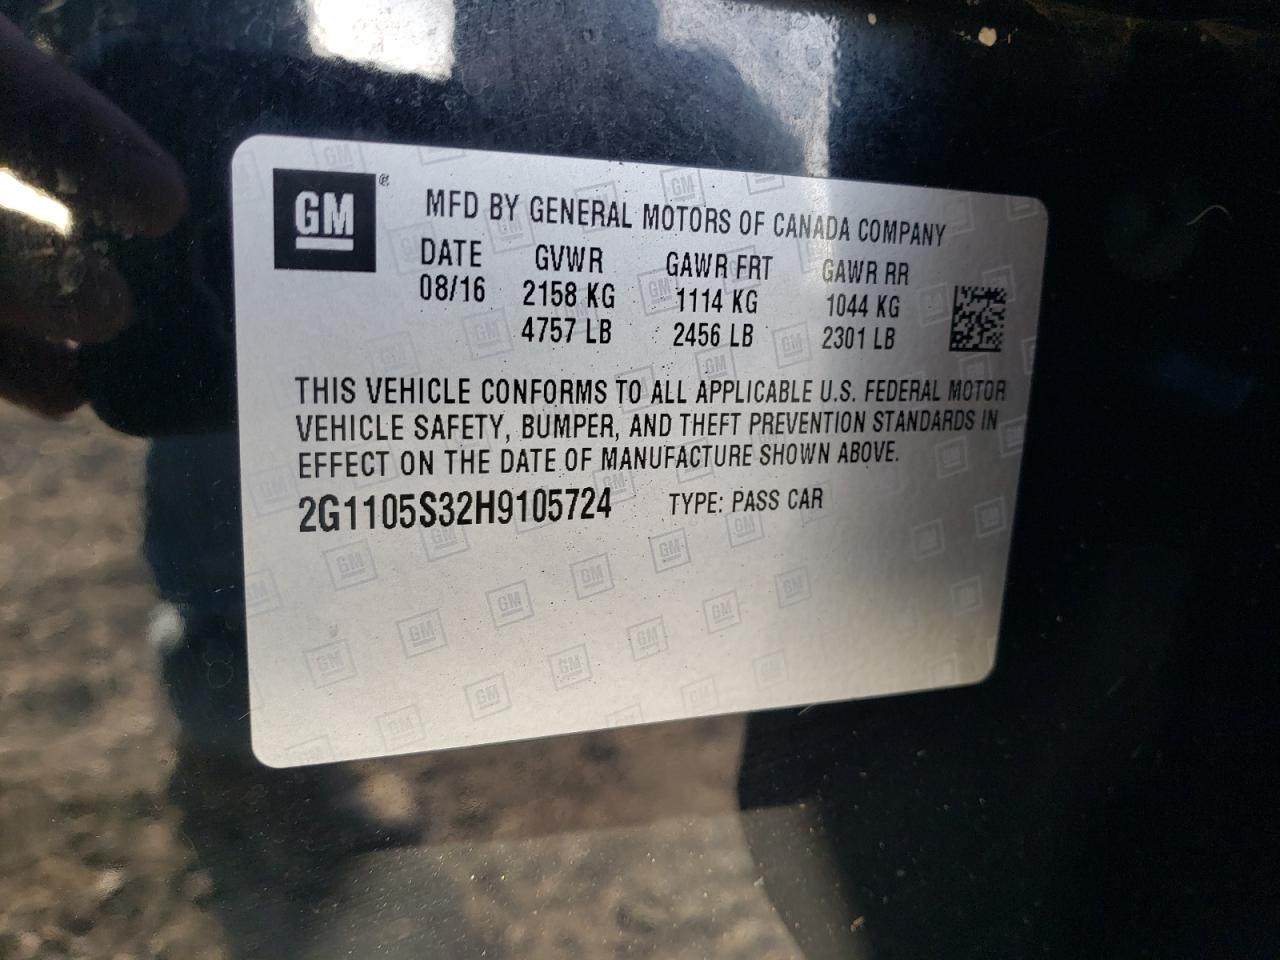 GM
MFD BY GENERAL MOTORS OF CANADA COMPANY
DATE GVWR GAWR FRT GAWR RR
08/16 2158 KG 1114 KG 1044 KG
4757 LB 2456 LB 2301 LB
THIS VEHICLE CONFORMS TO ALL APPLICABLE U.S. FEDERAL MOTOR
VEHICLE SAFETY, BUMPER, AND THEFT PREVENTION STANDARDS IN
EFFECT ON THE DATE OF MANUFACTURE SHOWN ABOVE.
2G1105S32H9105724 TYPE: PASS CAR